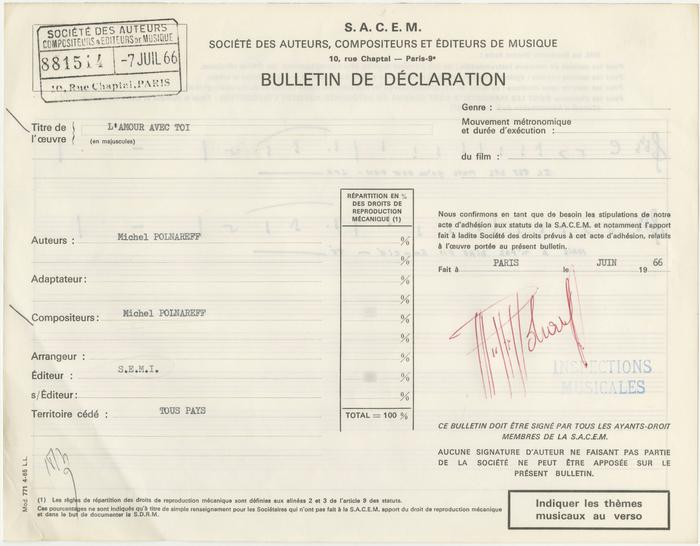 SOCIÉTÉ DES AUTEURS
COMPOSITEURS & ÉDITEURS DE MUSIQUE
881514 -7 JUIL 66
10, Rue Chaptal, PARIS
S.A.C.E.M.
SOCIÉTÉ DES AUTEURS, COMPOSITEURS ET ÉDITEURS DE MUSIQUE
10, rue Chaptal — Paris-9e
BULLETIN DE DÉCLARATION
Genre :
Titre de l'œuvre
L'AMOUR AVEC TOI
(en majuscules)
Mouvement métronomique
et durée d'exécution :
du film :
RÉPARTITION EN %
DES DROITS DE
REPRODUCTION
MÉCANIQUE (1)
Auteurs : Michel POLNAREFF %
%
Adaptateur : %
%
Compositeurs : Michel POLNAREFF %
%
Arrangeur : %
Éditeur : S.E.M.I. %
s/Éditeur : %
Territoire cédé : TOUS PAYS
TOTAL = 100 %
Nous confirmons en tant que de besoin les stipulations de notre
acte d'adhésion aux statuts de la S.A.C.E.M. et notamment l'apport
fait à ladite Société des droits prévus à cet acte d'adhésion, relatifs
à l'œuvre portée au présent bulletin.
Fait à PARIS le JUIN 1966
INSPECTIONS
MUSICALES
CE BULLETIN DOIT ÊTRE SIGNÉ PAR TOUS LES AYANTS-DROIT
MEMBRES DE LA S.A.C.E.M.
AUCUNE SIGNATURE D'AUTEUR NE FAISANT PAS PARTIE
DE LA SOCIÉTÉ NE PEUT ÊTRE APPOSÉE SUR LE
PRÉSENT BULLETIN.
Mod 771 4-65 L.L.
(1) Les règles de répartition des droits de reproduction mécanique sont définies aux alinées 2 et 3 de l'article 9 des statuts.
Ces pourcentages ne sont indiqués qu'à titre de simple renseignement pour les Sociétaires qui n'ont pas fait à la S.A.C.E.M. apport du droit de reproduction mécanique
et dans le but de documenter la S.D.R.M.
Indiquer les thèmes
musicaux au verso